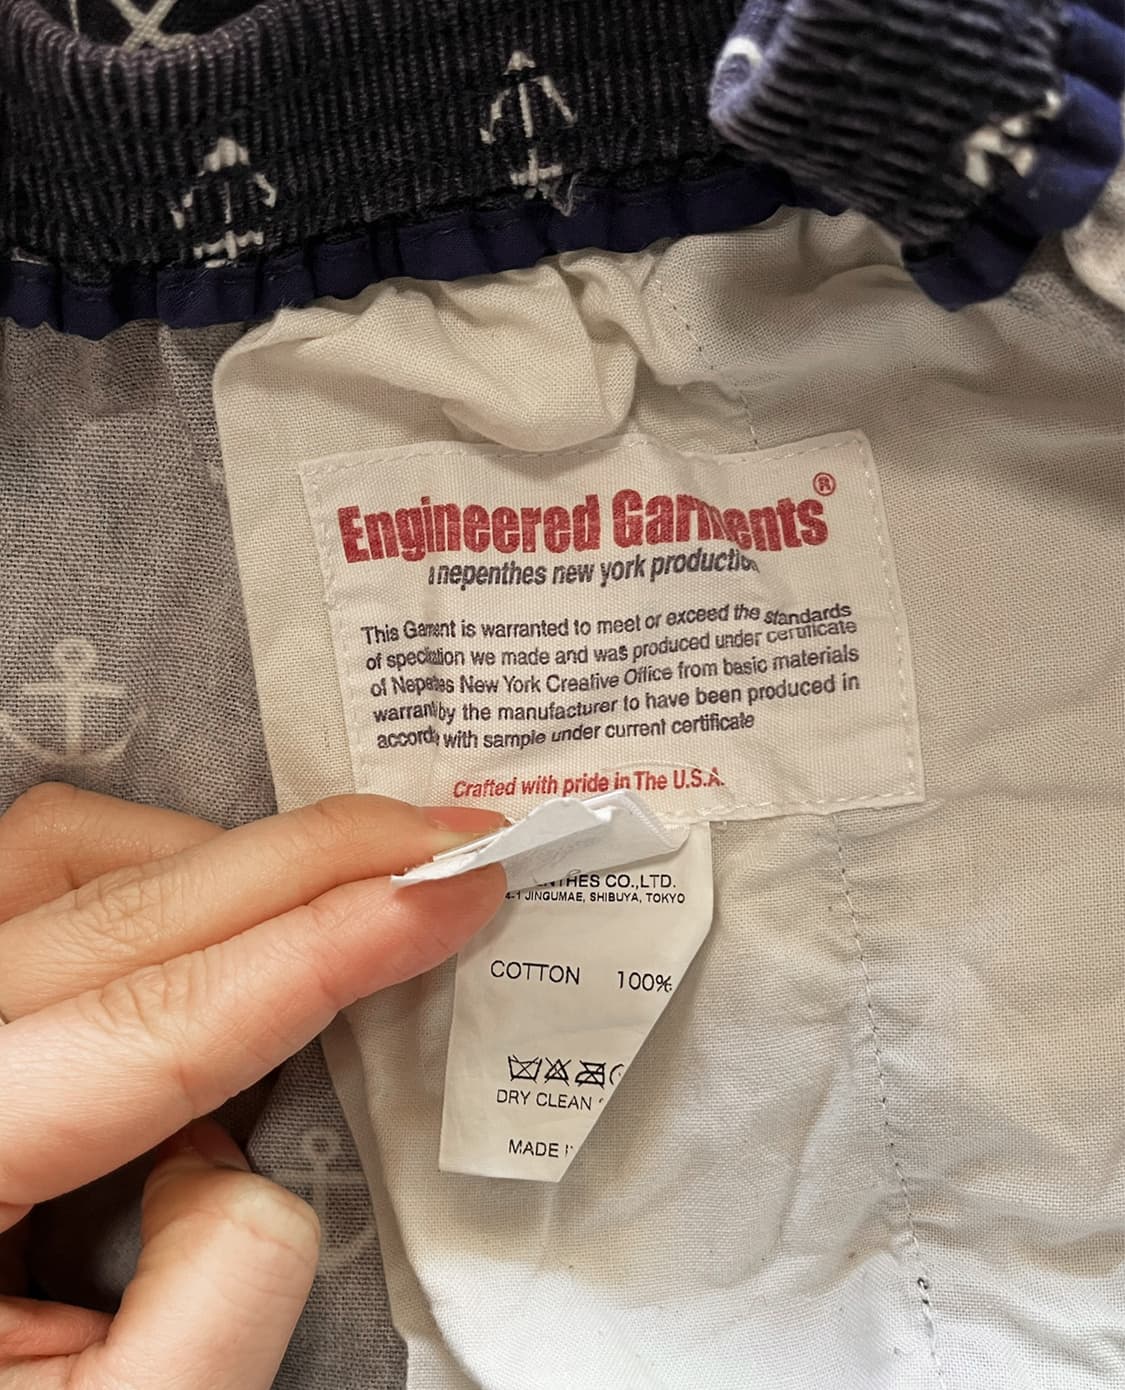 Engineered Garments®
a nepenthes new york production
This Garment is warranted to meet or exceed the standards
of we made and was produced under certificate
of New York Creative Office from basic materials
by the manufacturer to have been produced in
with sample under current certificate
Crafted with pride in The U.S.A.
CO.,LTD.
JINGUMAE, SHIBUYA, TOKYO
COTTON 100%
DRY CLEAN
MADE